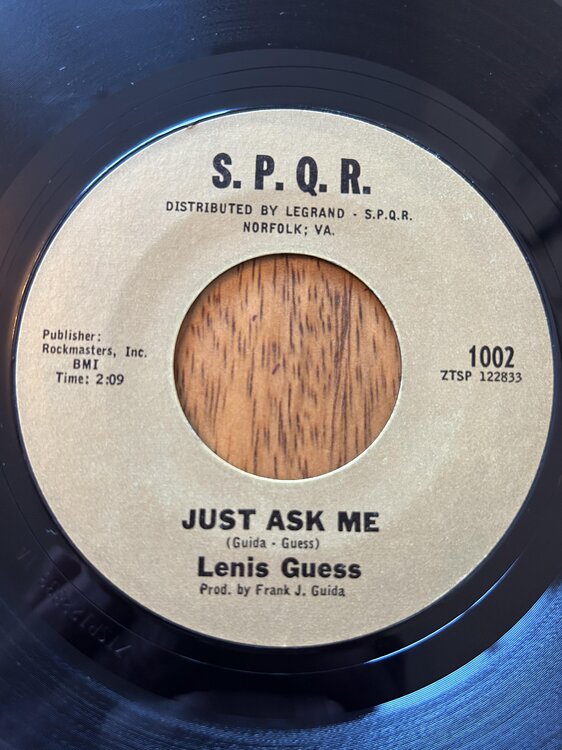 S. P. Q. R.
DISTRIBUTED BY LEGRAND - S.P.Q.R.
NORFOLK; VA.
Publisher:
Rockmasters, Inc.
BMI
Time: 2:09
1002
ZTSP 122833
JUST ASK ME
(Guida - Guess)
Lenis Guess
Prod. by Frank J. Guida